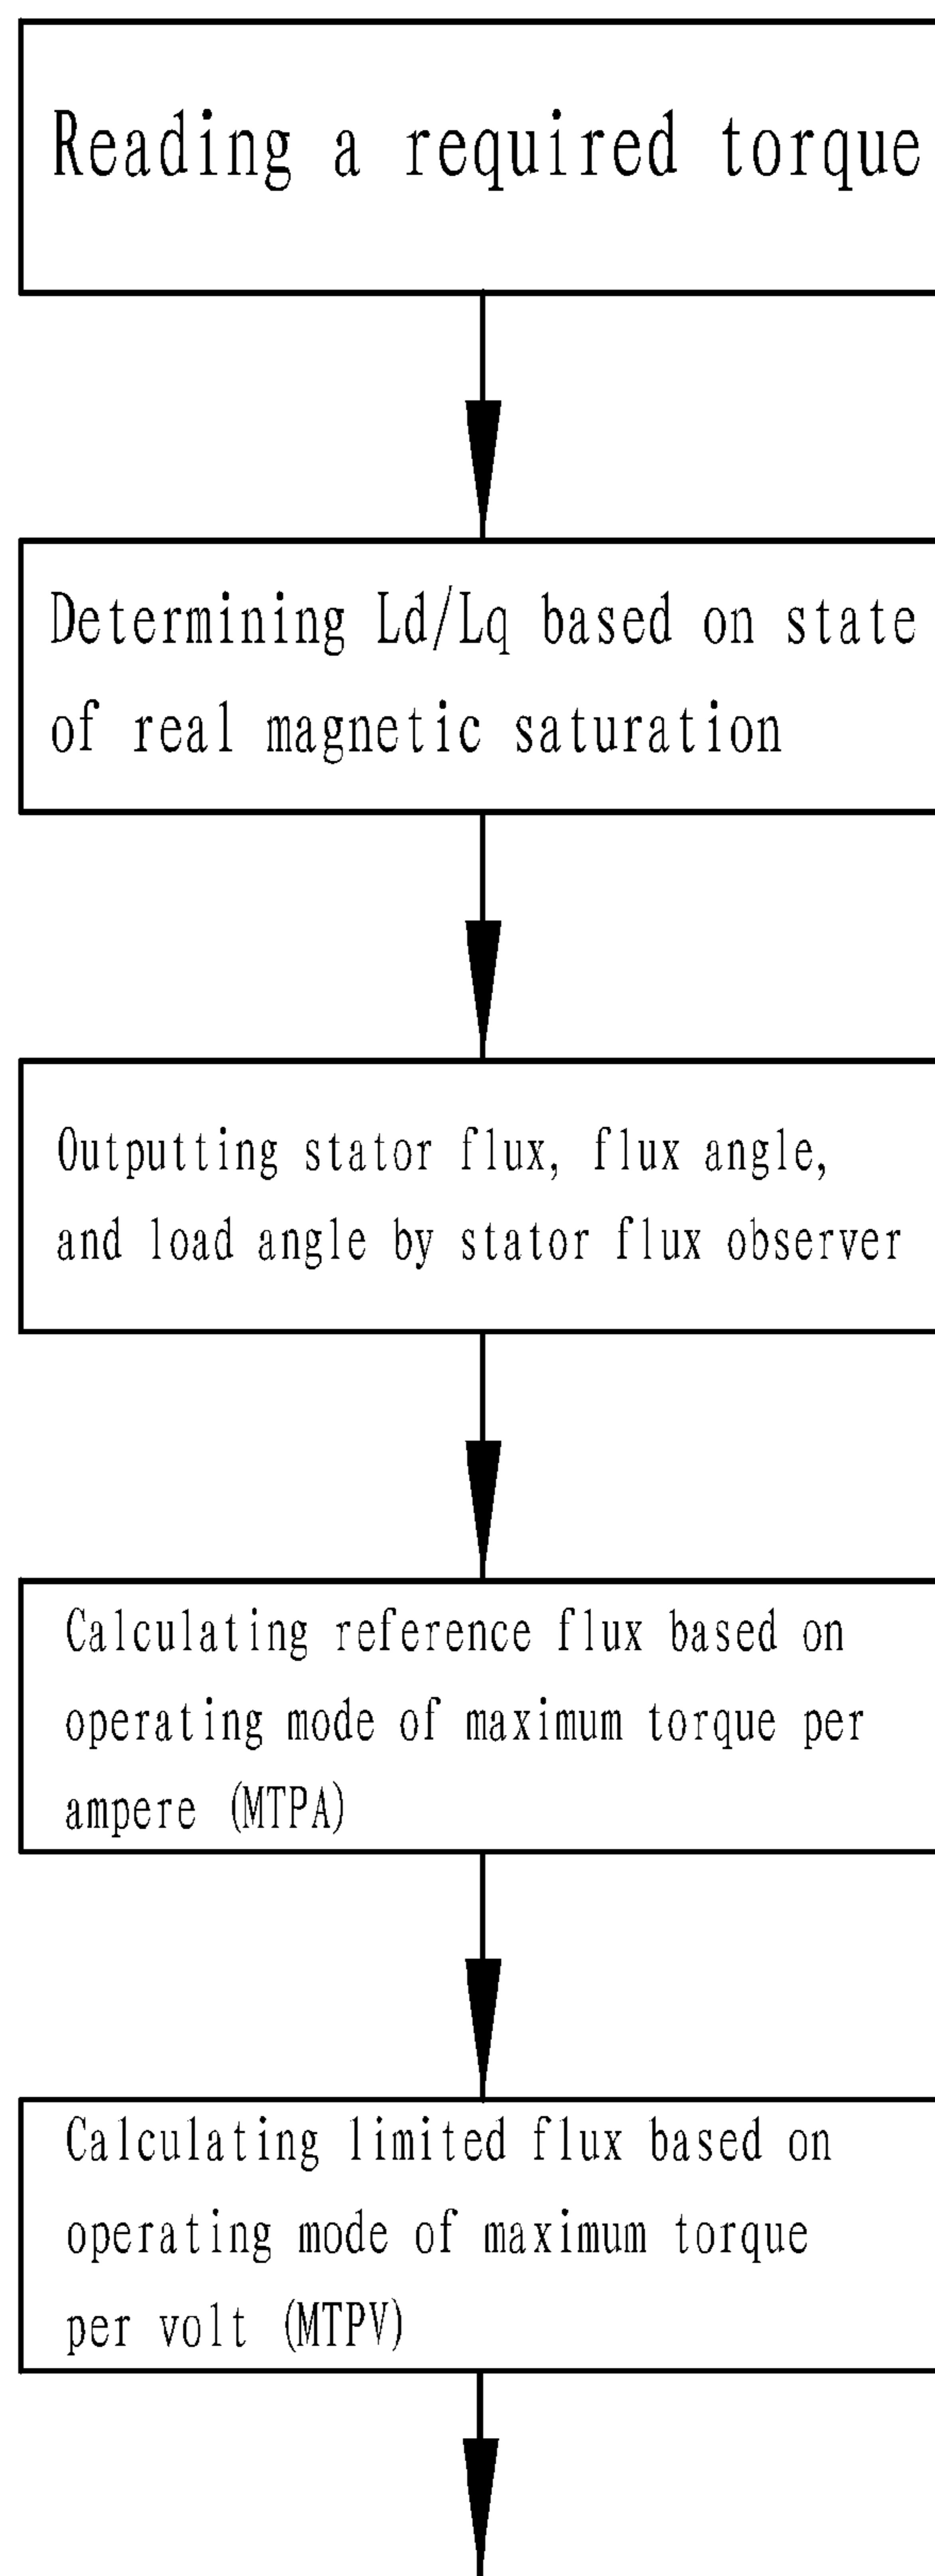 Reading a required torque
Determining Ld/Lq based on state
of real magnetic saturation
Outputting stator flux, flux angle,
and load angle by stator flux observer
Calculating reference flux based on
operating mode of maximum torque per
ampere (MTPA)
Calculating limited flux based on
operating mode of maximum torque
per volt (MTPV)